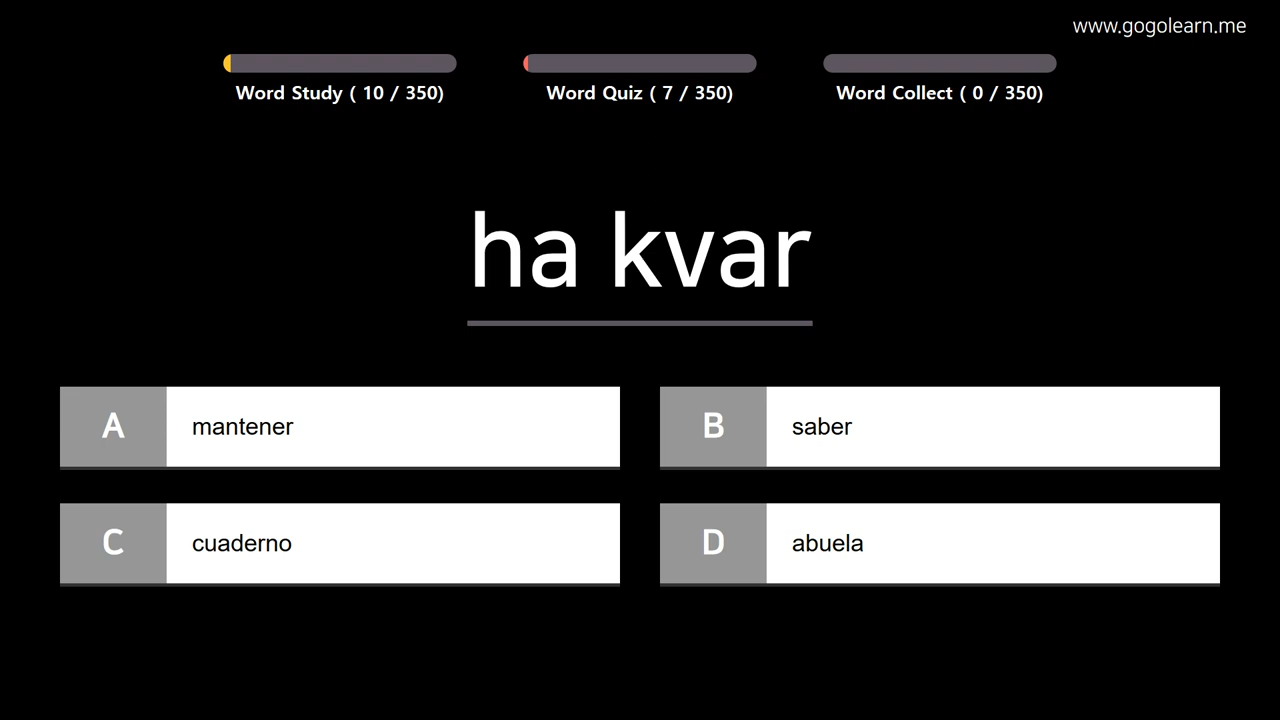 www.gogolearn.me
Word Study ( 10 / 350)
Word Quiz ( 7 / 350)
Word Collect ( 0 / 350)
ha kvar
A mantener
B saber
C cuaderno
D abuela